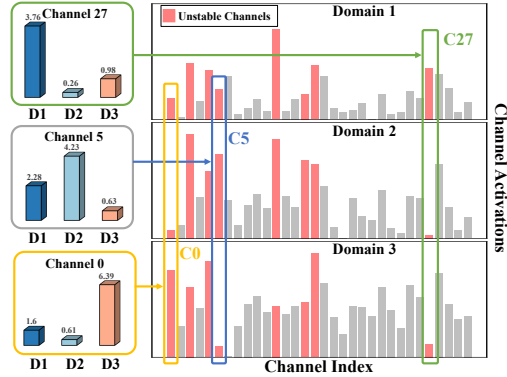 Channel 27
3.76
0.26
0.98
D1 D2 D3
Channel 5
2.28
4.23
0.63
D1 D2 D3
Channel 0
1.6
0.61
6.39
D1 D2 D3
Unstable Channels
Domain 1
C27
Domain 2
C5
Domain 3
C0
Channel Index
Channel Activations